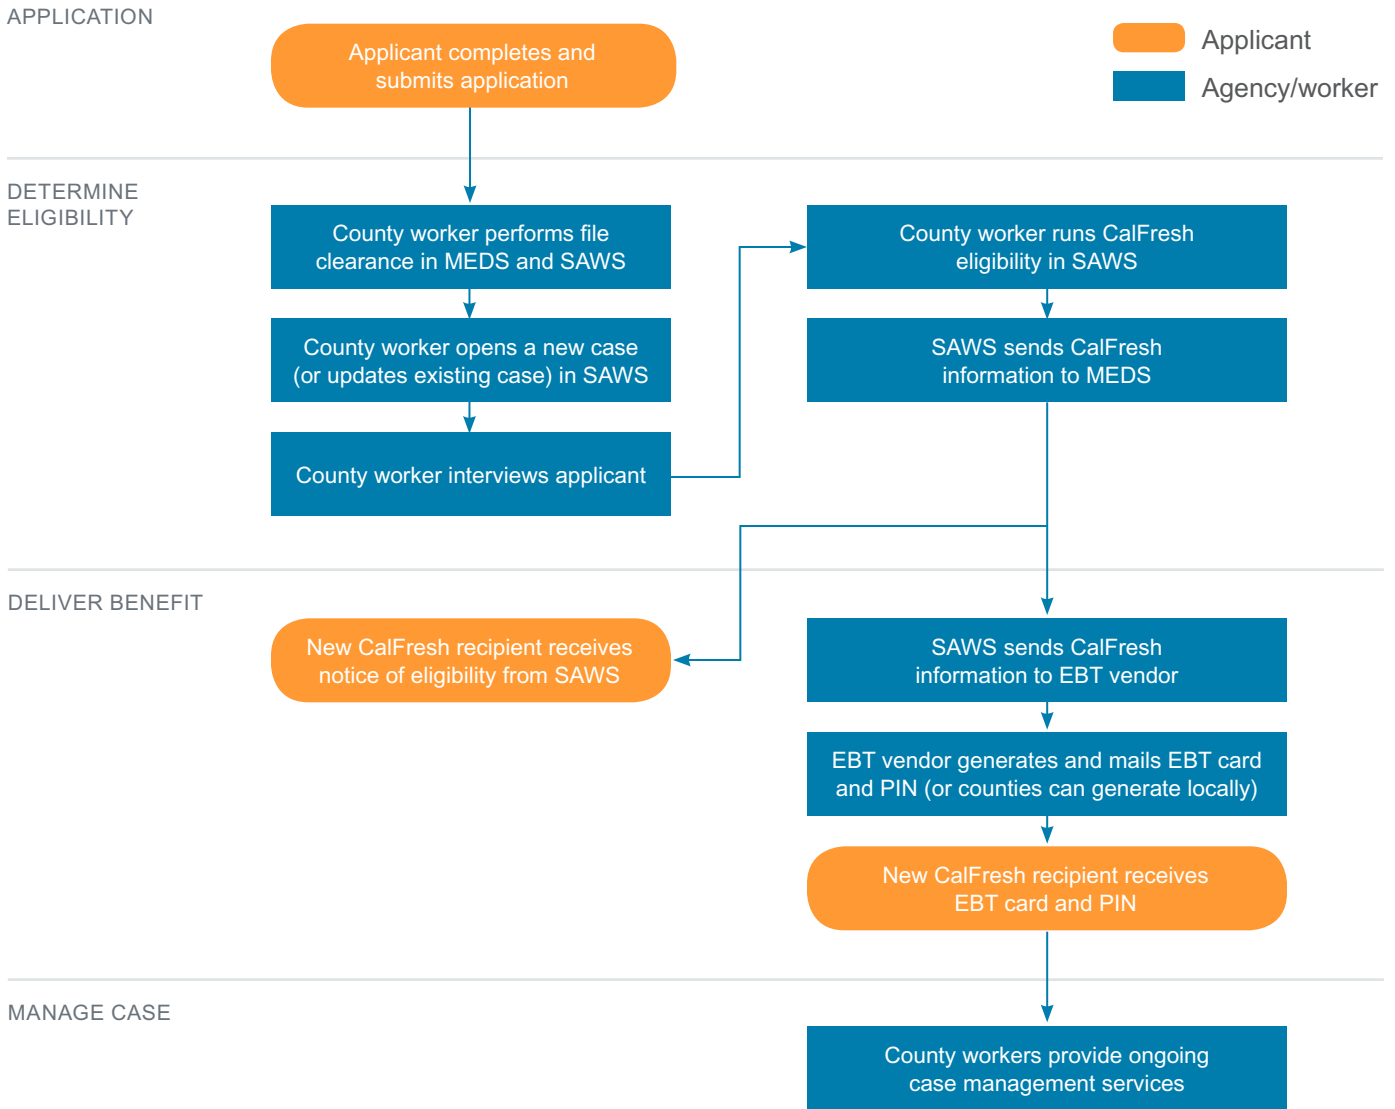 APPLICATION
Applicant completes and
submits application
Applicant
Agency/worker
DETERMINE
ELIGIBILITY
County worker performs file
clearance in MEDS and SAWS
County worker opens a new case
(or updates existing case) in SAWS
County worker interviews applicant
County worker runs CalFresh
eligibility in SAWS
SAWS sends CalFresh
information to MEDS
DELIVER BENEFIT
New CalFresh recipient receives
notice of eligibility from SAWS
SAWS sends CalFresh
information to EBT vendor
EBT vendor generates and mails EBT card
and PIN (or counties can generate locally)
New CalFresh recipient receives
EBT card and PIN
MANAGE CASE
County workers provide ongoing
case management services